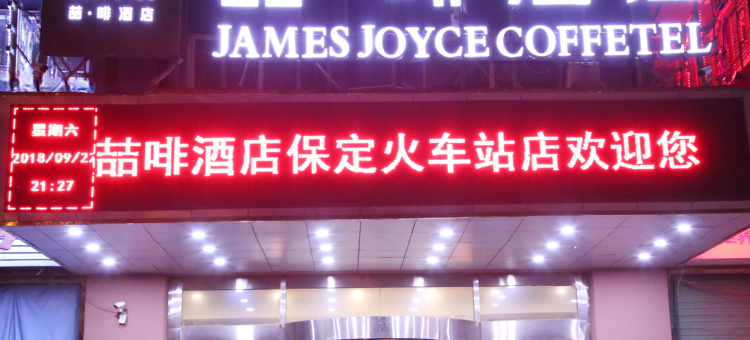 喆·啡酒店
JAMES JOYCE COFFETEL
星期六
2018/09/22
21:27
喆啡酒店保定火车站店欢迎您